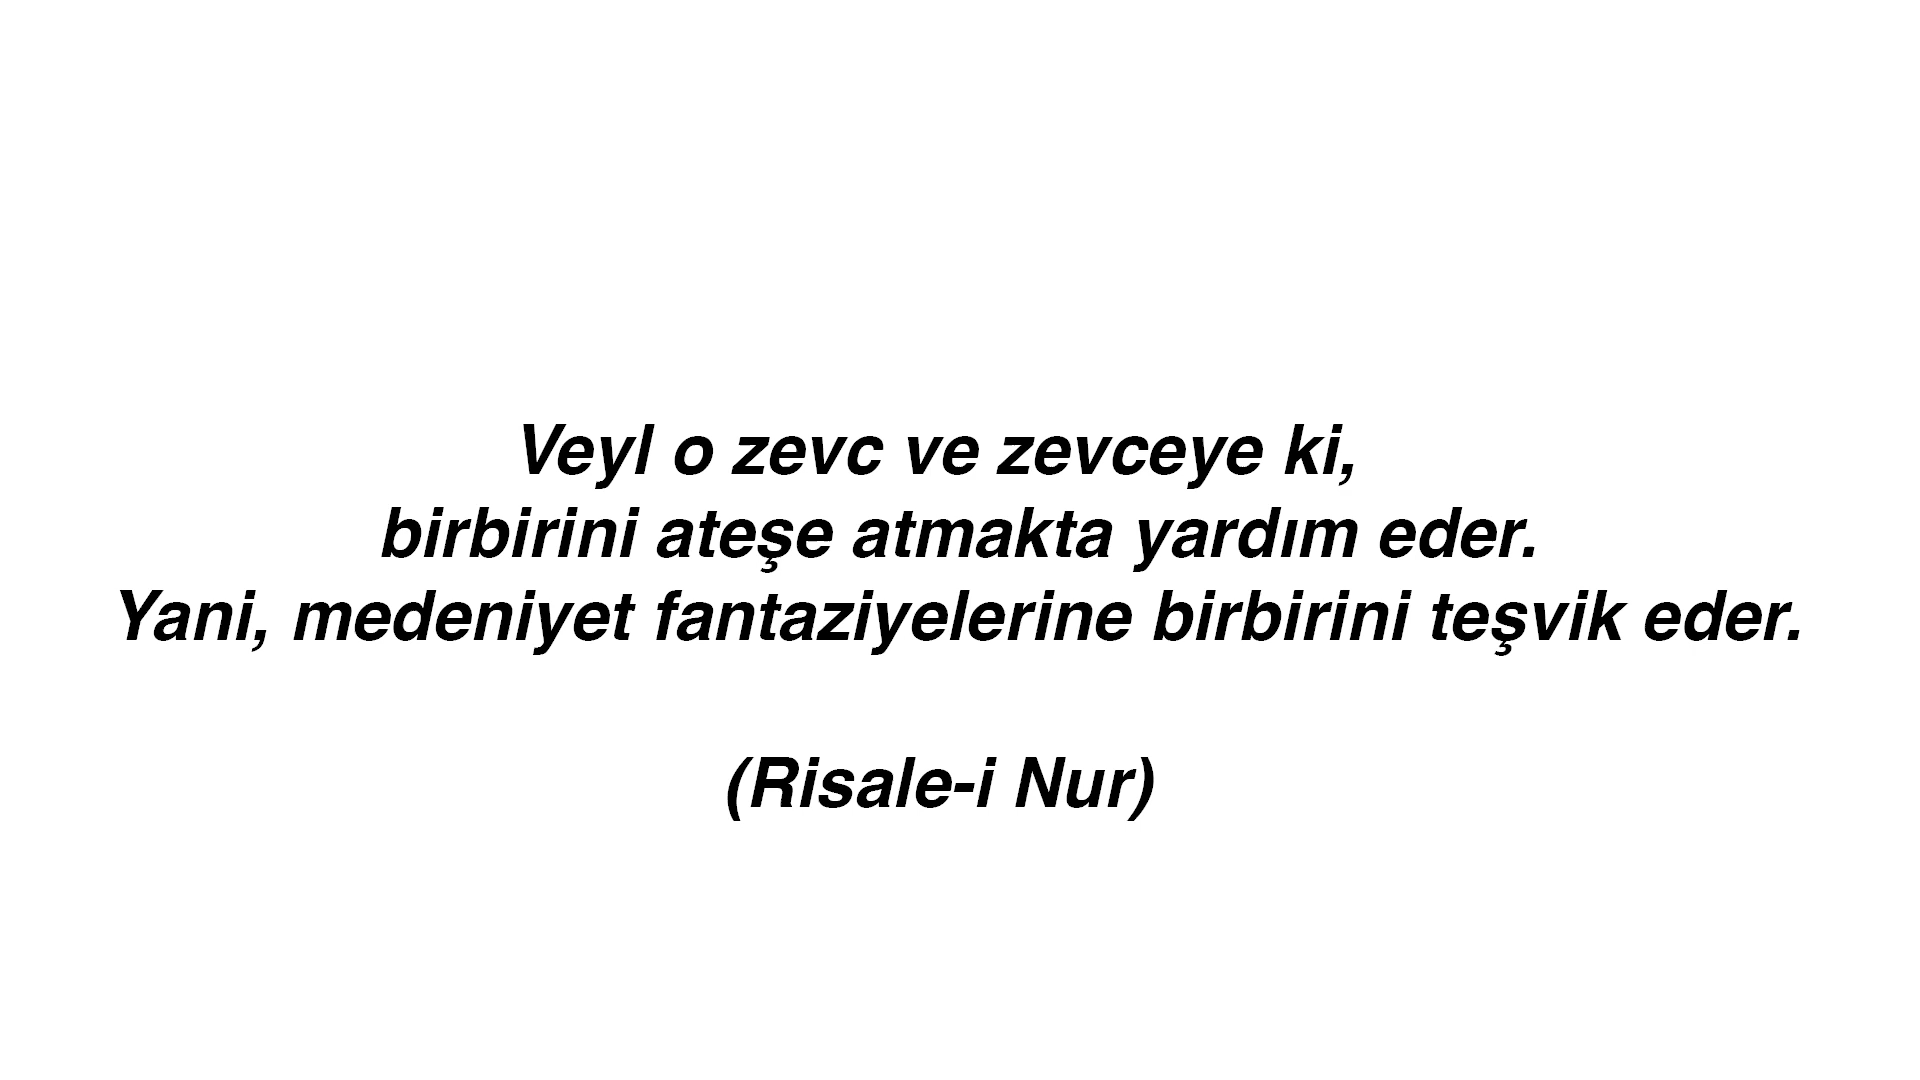 Veyl o zevc ve zevceye ki,
birbirini ateşe atmakta yardım eder.
Yani, medeniyet fantaziyelerine birbirini teşvik eder.
(Risale-i Nur)